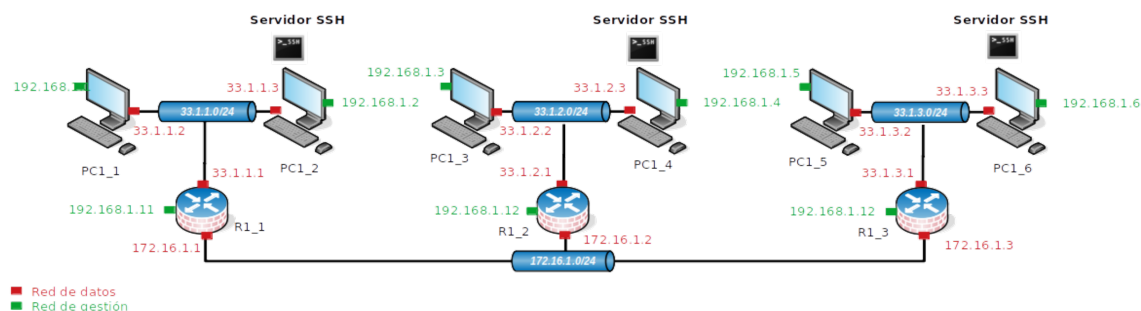 Servidor SSH
Servidor SSH
Servidor SSH
>_SSH
>_SSH
>_SSH
192.168.1.
33.1.1.3
192.168.1.2
33.1.1.0/24
33.1.1.2
PC1_1
PC1_2
33.1.1.1
192.168.1.11
R1_1
172.16.1.1
192.168.1.3
33.1.2.3
192.168.1.4
33.1.2.0/24
33.1.2.2
PC1_3
PC1_4
33.1.2.1
192.168.1.12
R1_2
172.16.1.2
172.16.1.0/24
192.168.1.5
33.1.3.3
192.168.1.6
33.1.3.0/24
33.1.3.2
PC1_5
PC1_6
33.1.3.1
192.168.1.12
R1_3
172.16.1.3
Red de datos
Red de gestión